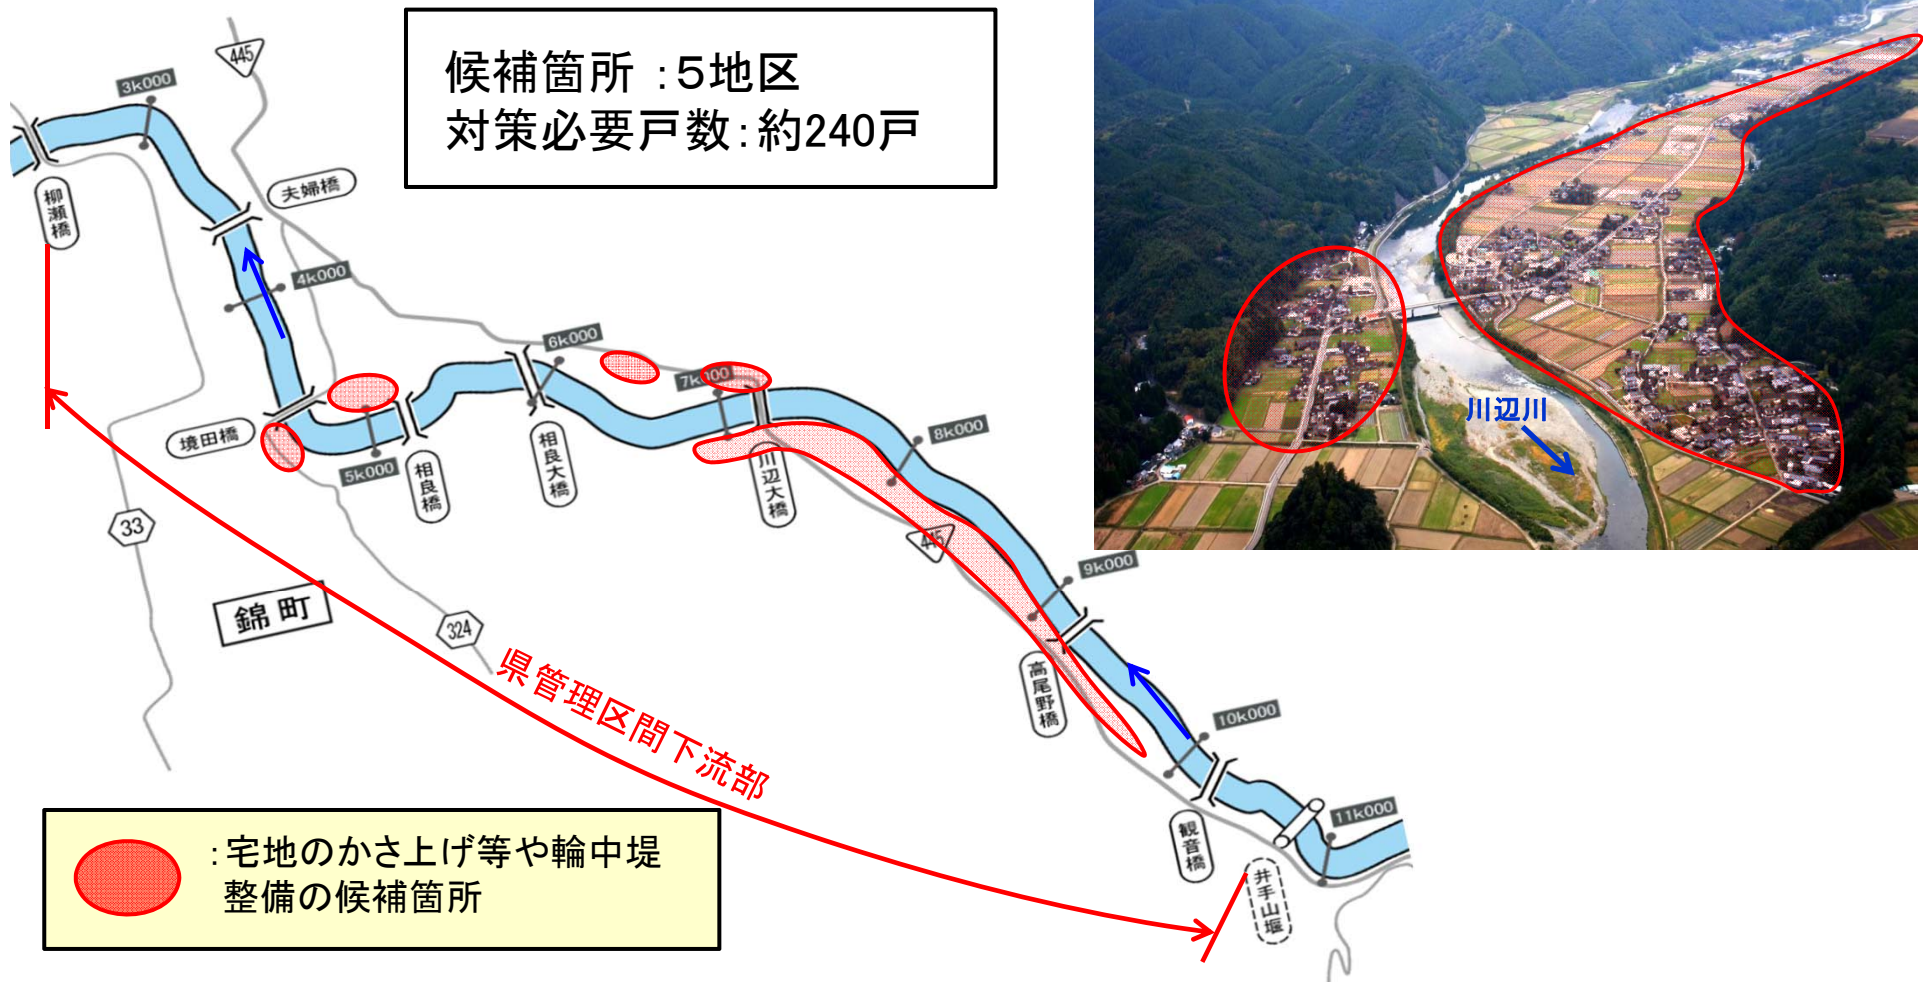 候補箇所 :5地区
対策必要戸数:約240戸
445
3k000
柳瀬橋
夫婦橋
4k000
6k000
7k000
境田橋
5k000
相良橋
相良大橋
川辺大橋
8k000
445
9k000
33
錦町
324
県管理区間下流部
高尾野橋
10k000
観音橋
11k000
井手山堰
川辺川
:宅地のかさ上げ等や輪中堤
整備の候補箇所